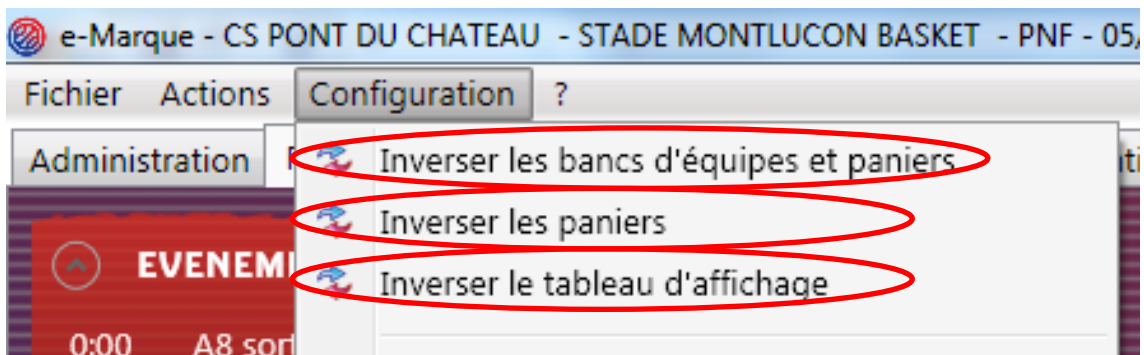 e-Marque - CS PONT DU CHATEAU - STADE MONTLUCON BASKET - PNF - 05
Fichier Actions Configuration ?
Administration
Inverser les bancs d'équipes et paniers
Inverser les paniers
EVENEM
Inverser le tableau d'affichage
0:00 A8 sort